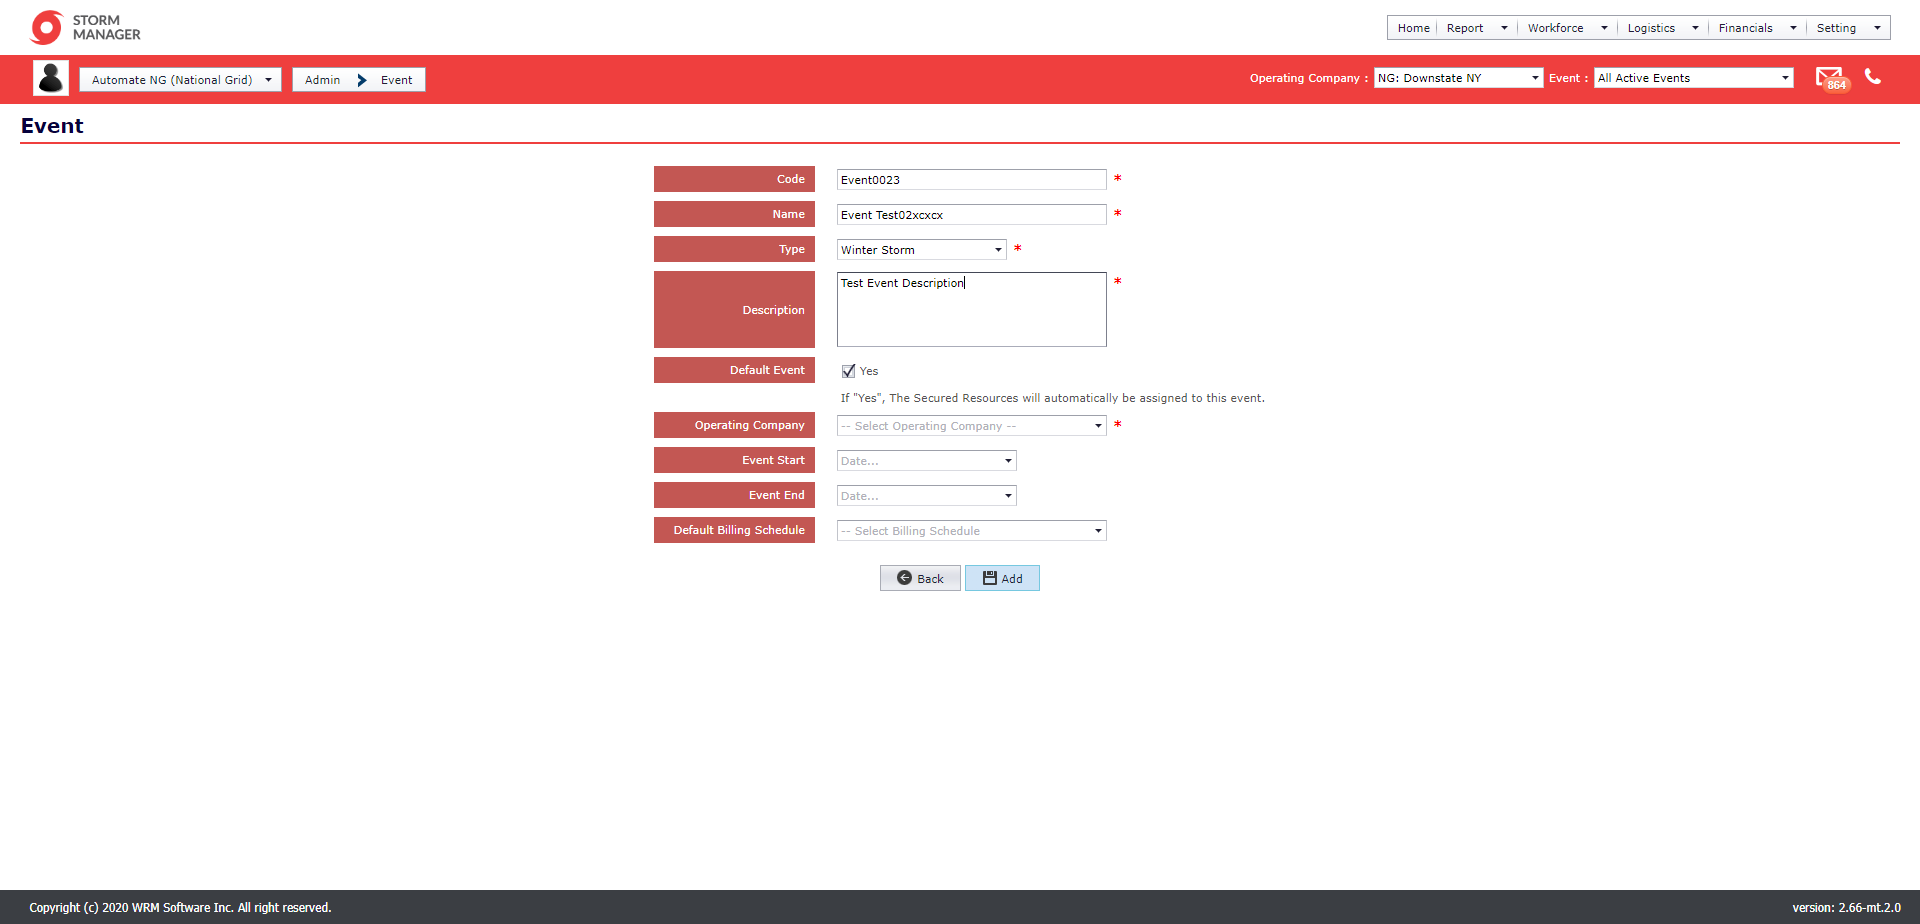 STORM
MANAGER
Home Report Workforce Logistics Financials Setting
Automate NG (National Grid) Admin Event Operating Company : NG: Downstate NY Event : All Active Events 864
Event
Code Event0023 *
Name Event Test02xcxcx *
Type Winter Storm *
Description Test Event Description *
Default Event Yes
If "Yes", The Secured Resources will automatically be assigned to this event.
Operating Company -- Select Operating Company -- *
Event Start Date...
Event End Date...
Default Billing Schedule -- Select Billing Schedule
Back Add
Copyright (c) 2020 WRM Software Inc. All right reserved. version: 2.66-mt.2.0